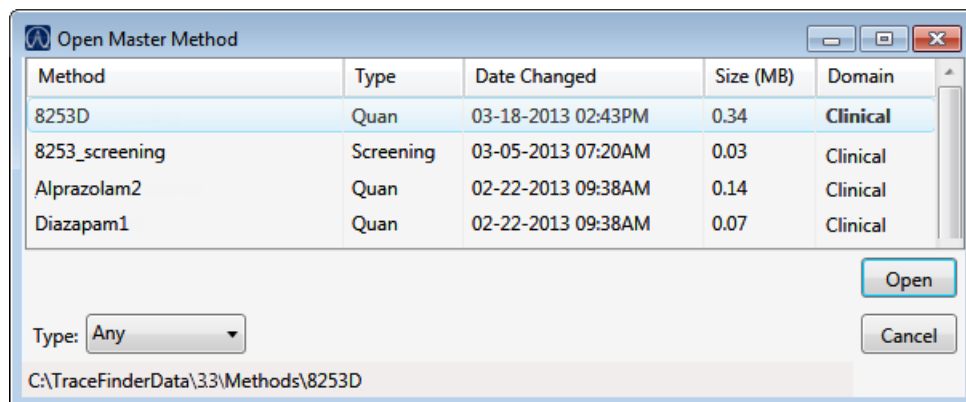 Open Master Method
Method Type Date Changed Size (MB) Domain
8253D Quan 03-18-2013 02:43PM 0.34 Clinical
8253_screening Screening 03-05-2013 07:20AM 0.03 Clinical
Alprazolam2 Quan 02-22-2013 09:38AM 0.14 Clinical
Diazapam1 Quan 02-22-2013 09:38AM 0.07 Clinical
Open
Type: Any
Cancel
C:\TraceFinderData\3.3\Methods\8253D